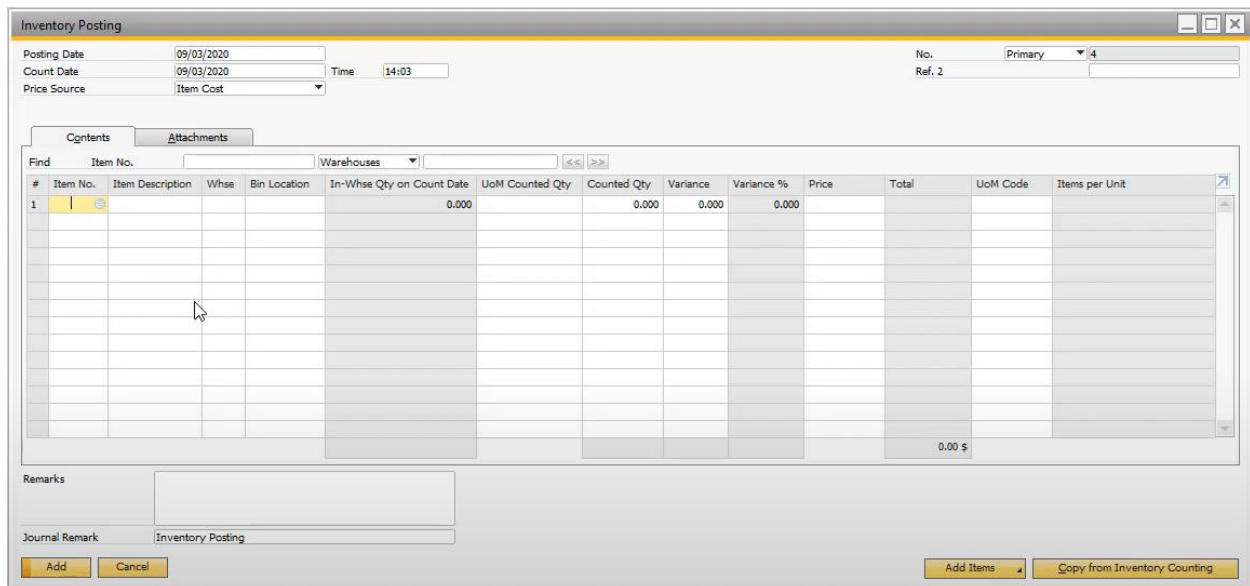 Inventory Posting
Posting Date 09/03/2020 No. Primary 4
Count Date 09/03/2020 Time 14:03 Ref. 2
Price Source Item Cost
Contents Attachments
Find Item No. Warehouses << >>
# Item No. Item Description Whse Bin Location In-Whse Qty on Count Date UoM Counted Qty Counted Qty Variance Variance % Price Total UoM Code Items per Unit
1 0.000 0.000 0.000 0.000
0.00 $
Remarks
Journal Remark Inventory Posting
Add Cancel Add Items Copy from Inventory Counting